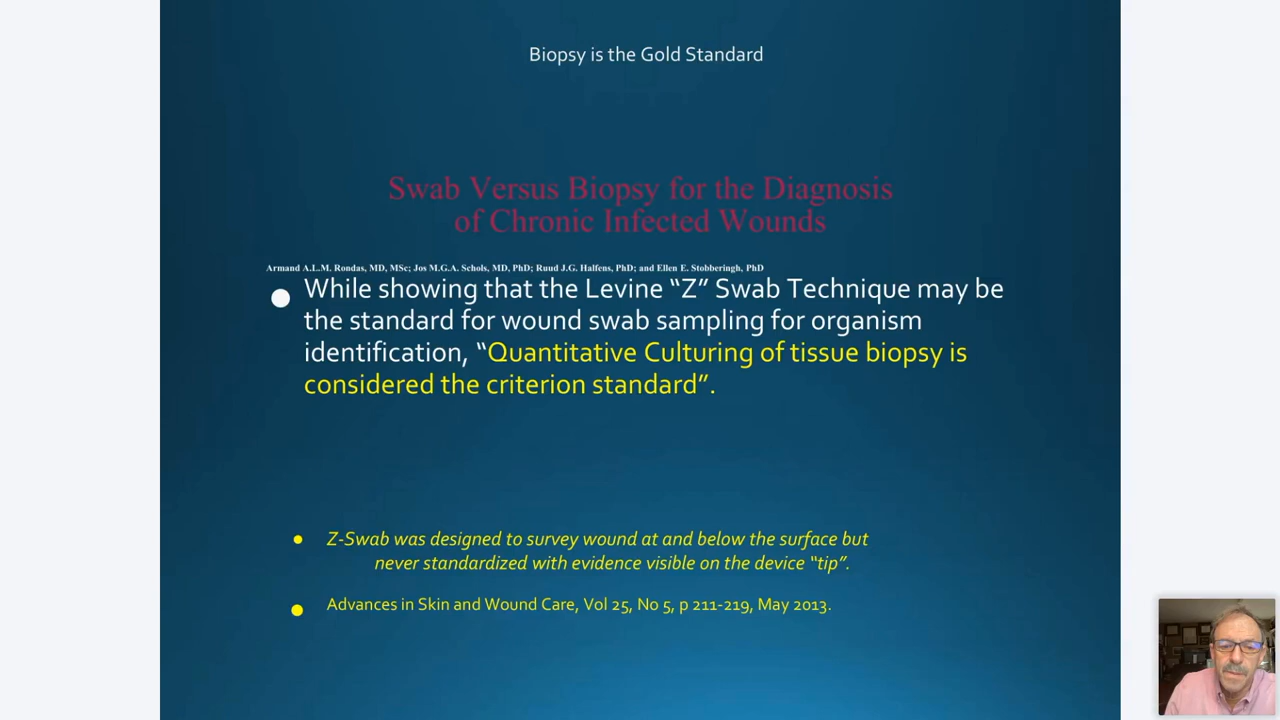 Biopsy is the Gold Standard
Swab Versus Biopsy for the Diagnosis
of Chronic Infected Wounds
Armand A.L.M. Rondas, MD, MSc; Jos M.G.A. Schols, MD, PhD; Ruud J.G. Halfens, PhD; and Ellen E. Stobberingh, PhD
● While showing that the Levine “Z” Swab Technique may be
the standard for wound swab sampling for organism
identification, “Quantitative Culturing of tissue biopsy is
considered the criterion standard”.
● Z-Swab was designed to survey wound at and below the surface but
never standardized with evidence visible on the device “tip”.
● Advances in Skin and Wound Care, Vol 25, No 5, p 211-219, May 2013.